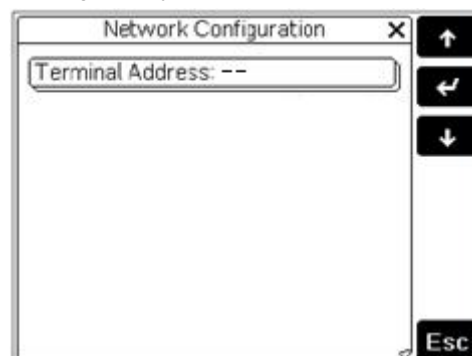 Network Configuration X
↑
Terminal Address: --
↵
↓
Esc